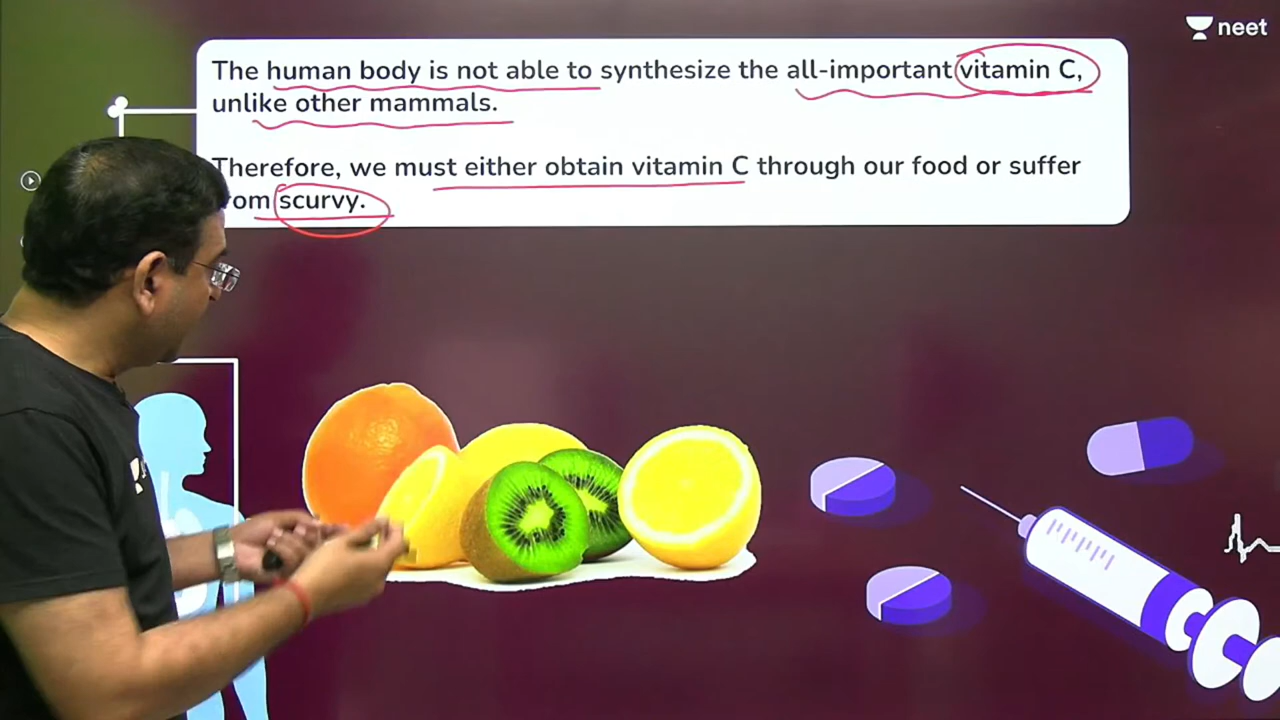 neet
The human body is not able to synthesize the all-important vitamin C,
unlike other mammals.
Therefore, we must either obtain vitamin C through our food or suffer
scurvy.